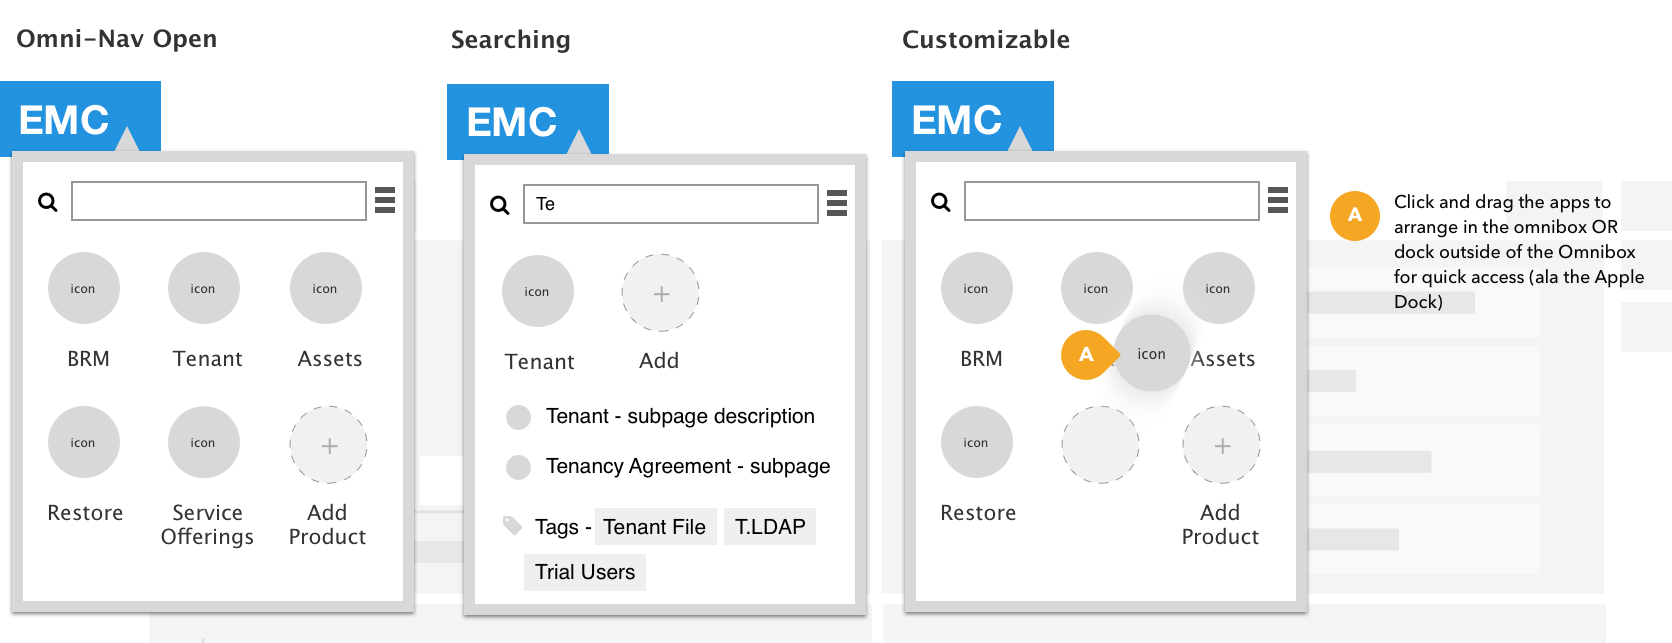 Omni-Nav Open
EMC
icon
icon
icon
BRM
Tenant
Assets
icon
icon
+
Restore
Service
Offerings
Add
Product
Searching
EMC
Te
icon
+
Tenant
Add
Tenant - subpage description
Tenancy Agreement - subpage
Tags - Tenant File T.LDAP
Trial Users
Customizable
EMC
icon
icon
icon
BRM
A
icon
Assets
icon
+
Restore
Add
Product
A
Click and drag the apps to
arrange in the omnibox OR
dock outside of the Omnibox
for quick access (ala the Apple
Dock)